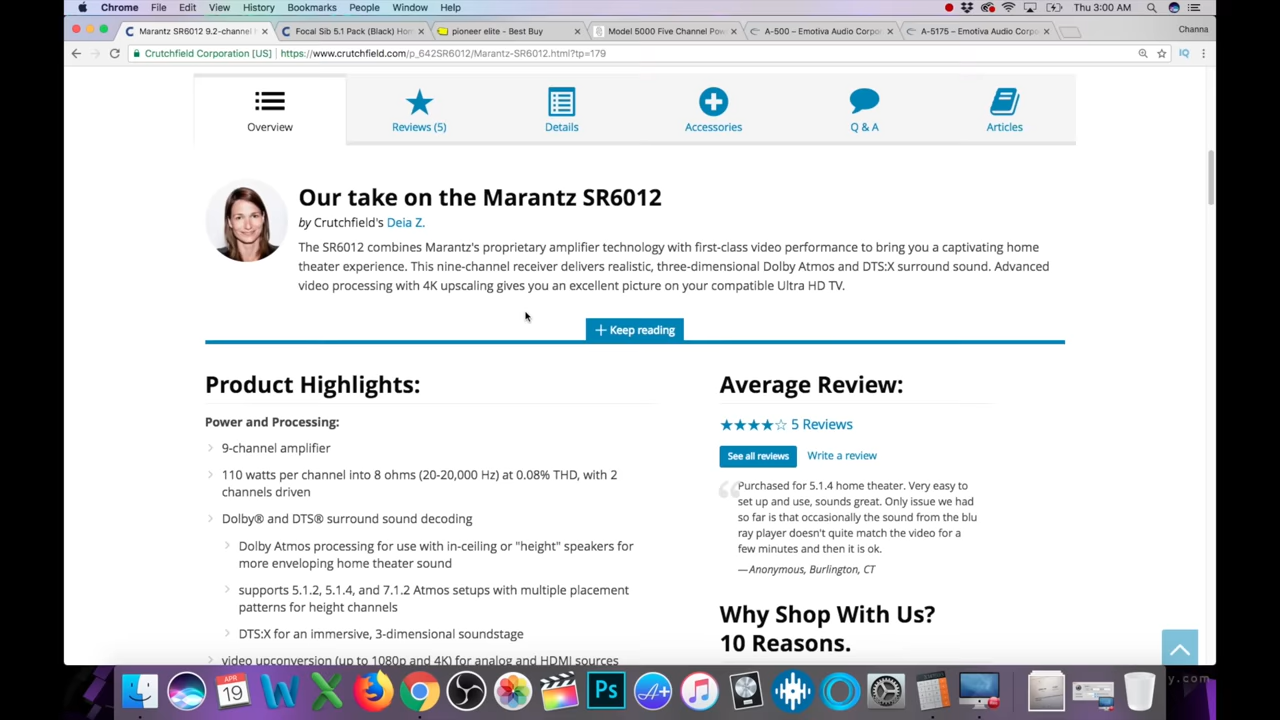 Chrome File Edit View History Bookmarks People Window Help Thu 3:00 AM
Marantz SR6012 9.2-channel Focal Sib 5.1 Pack (Black) Hom pioneer elite - Best Buy Model 5000 Five Channel Pow A-500 – Emotiva Audio Corpo A-5175 – Emotiva Audio Corpo Channa
Crutchfield Corporation [US] https://www.crutchfield.com/p_642SR6012/Marantz-SR6012.html?tp=179 IQ
Overview Reviews (5) Details Accessories Q & A Articles
Our take on the Marantz SR6012
by Crutchfield's Deia Z.
The SR6012 combines Marantz's proprietary amplifier technology with first-class video performance to bring you a captivating home
theater experience. This nine-channel receiver delivers realistic, three-dimensional Dolby Atmos and DTS:X surround sound. Advanced
video processing with 4K upscaling gives you an excellent picture on your compatible Ultra HD TV.
+ Keep reading
Product Highlights:
Power and Processing:
9-channel amplifier
110 watts per channel into 8 ohms (20-20,000 Hz) at 0.08% THD, with 2
channels driven
Dolby® and DTS® surround sound decoding
Dolby Atmos processing for use with in-ceiling or "height" speakers for
more enveloping home theater sound
supports 5.1.2, 5.1.4, and 7.1.2 Atmos setups with multiple placement
patterns for height channels
DTS:X for an immersive, 3-dimensional soundstage
video upconversion (up to 1080p and 4K) for analog and HDMI sources
Average Review:
★★★★☆ 5 Reviews
See all reviews Write a review
Purchased for 5.1.4 home theater. Very easy to
set up and use, sounds great. Only issue we had
so far is that occasionally the sound from the blu
ray player doesn't quite match the video for a
few minutes and then it is ok.
—Anonymous, Burlington, CT
Why Shop With Us?
10 Reasons.
APR
19
W X Ps A+
y.com